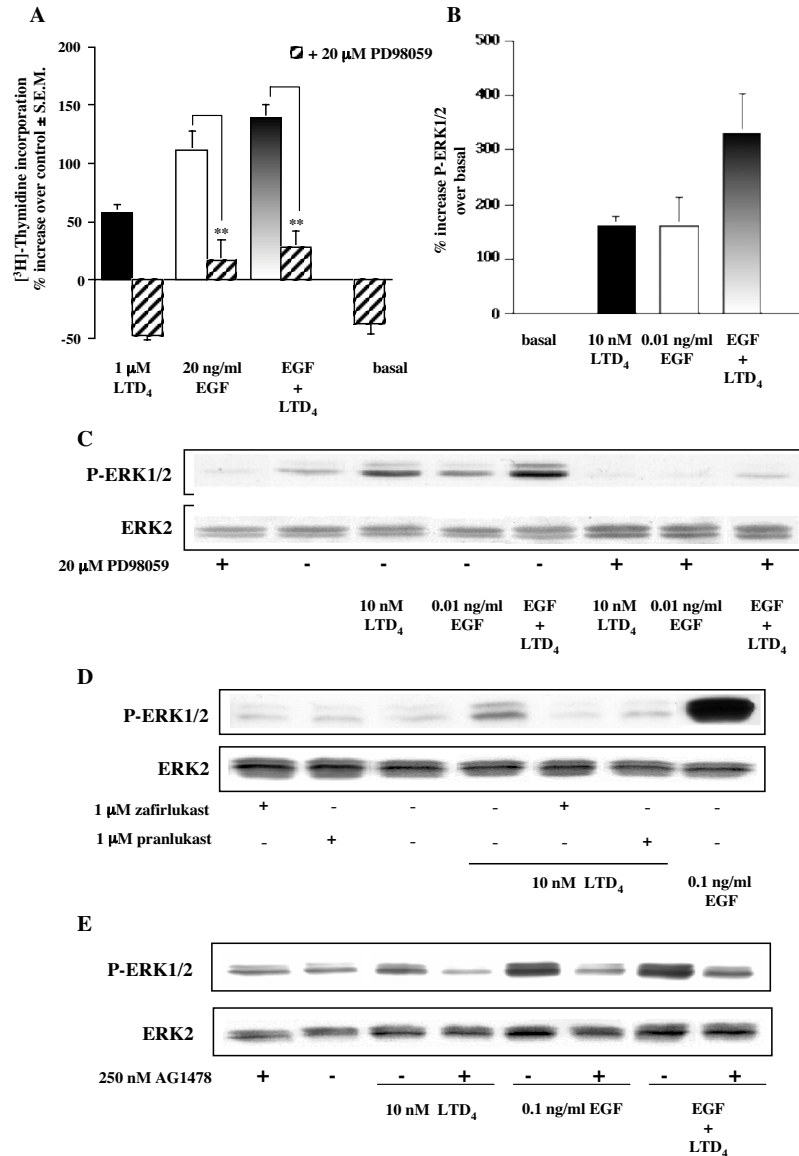 A
+ 20 µM PD98059
[³H]-Thymidine incorporation
% increase over control ± S.E.M.
200
150
100
50
0
-50
**
**
1 µM
LTD₄
20 ng/ml
EGF
EGF
+
LTD₄
basal
B
% increase P-ERK1/2
over basal
500
400
300
200
100
0
basal
10 nM
LTD₄
0.01 ng/ml
EGF
EGF
+
LTD₄
C
P-ERK1/2
ERK2
20 µM PD98059 + - - - - + + +
10 nM
LTD₄
0.01 ng/ml
EGF
EGF
+
LTD₄
10 nM
LTD₄
0.01 ng/ml
EGF
EGF
+
LTD₄
D
P-ERK1/2
ERK2
1 µM zafirlukast + - - - + - -
1 µM pranlukast - + - - - + -
10 nM LTD₄
0.1 ng/ml
EGF
E
P-ERK1/2
ERK2
250 nM AG1478 + - - + - + - +
10 nM LTD₄
0.1 ng/ml EGF
EGF
+
LTD₄